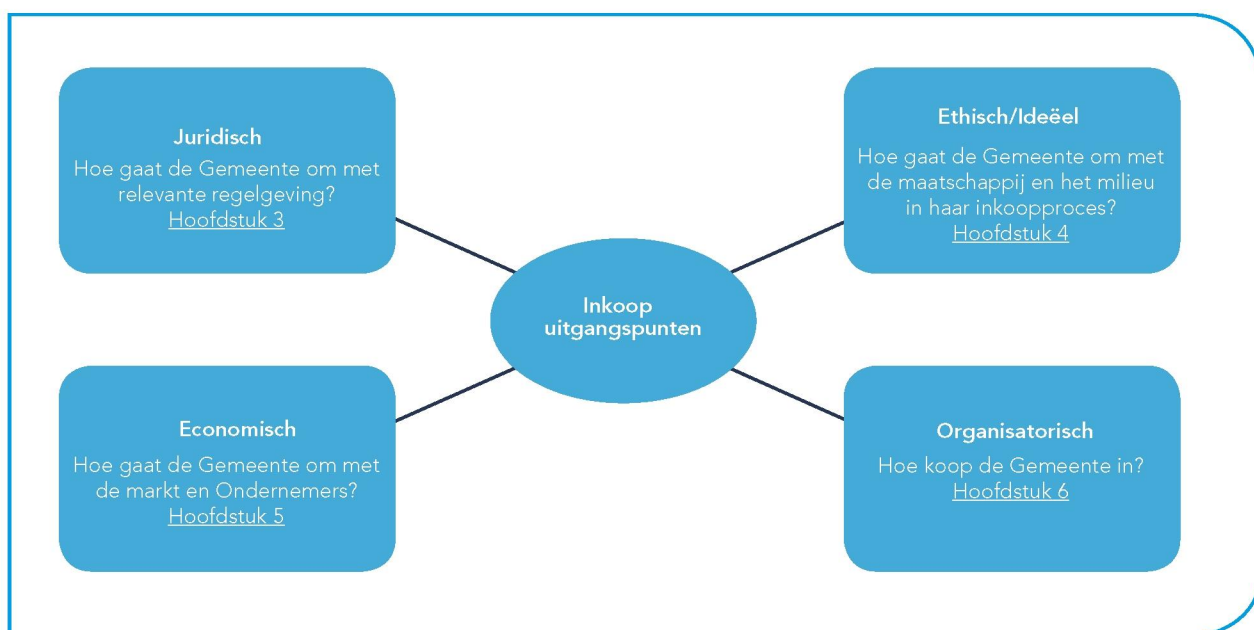 Juridisch
Hoe gaat de Gemeente om met
relevante regelgeving?
Hoofdstuk 3
Ethisch/Ideëel
Hoe gaat de Gemeente om met
de maatschappij en het milieu
in haar inkoopproces?
Hoofdstuk 4
Inkoop
uitgangspunten
Economisch
Hoe gaat de Gemeente om met
de markt en Ondernemers?
Hoofdstuk 5
Organisatorisch
Hoe koop de Gemeente in?
Hoofdstuk 6